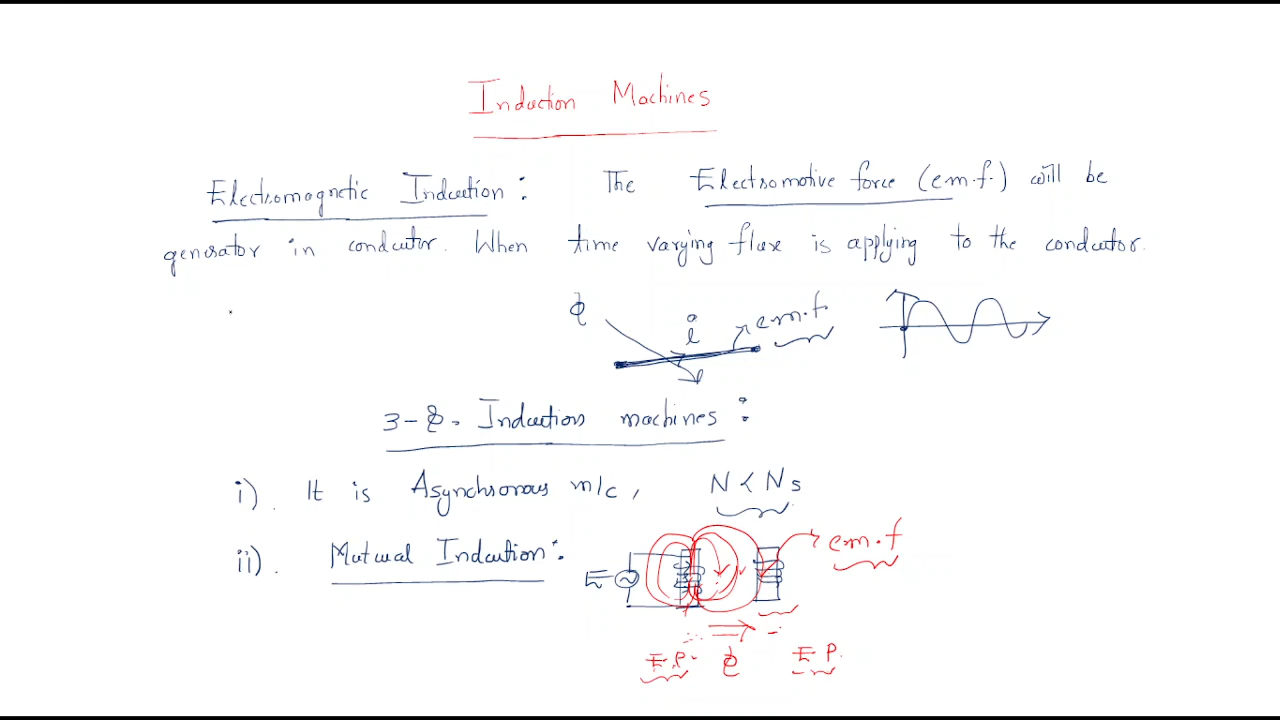 Induction Machines
Electromagnetic Induction : The Electromotive force (e.m.f.) will be
generator in conductor. When time varying flux is applying to the conductor.
ϕ i e.m.f
3-ϕ. Induction machines :
i). It is Asynchronous m/c, N < Ns
ii). Mutual Induction :
E e.m.f
E.P. ϕ E.P.